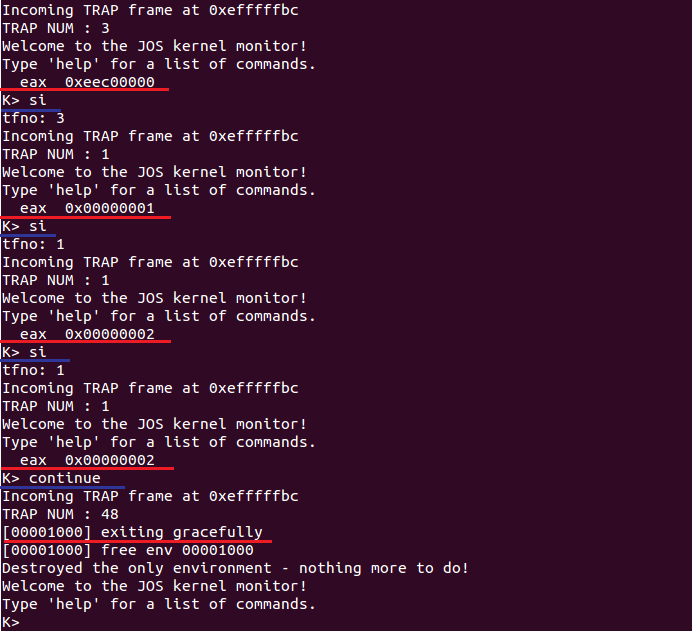 Incoming TRAP frame at 0xefffffbc
TRAP NUM : 3
Welcome to the JOS kernel monitor!
Type 'help' for a list of commands.
  eax  0xeec00000
K> si
tfno: 3
Incoming TRAP frame at 0xefffffbc
TRAP NUM : 1
Welcome to the JOS kernel monitor!
Type 'help' for a list of commands.
  eax  0x00000001
K> si
tfno: 1
Incoming TRAP frame at 0xefffffbc
TRAP NUM : 1
Welcome to the JOS kernel monitor!
Type 'help' for a list of commands.
  eax  0x00000002
K> si
tfno: 1
Incoming TRAP frame at 0xefffffbc
TRAP NUM : 1
Welcome to the JOS kernel monitor!
Type 'help' for a list of commands.
  eax  0x00000002
K> continue
Incoming TRAP frame at 0xefffffbc
TRAP NUM : 48
[00001000] exiting gracefully
[00001000] free env 00001000
Destroyed the only environment - nothing more to do!
Welcome to the JOS kernel monitor!
Type 'help' for a list of commands.
K>